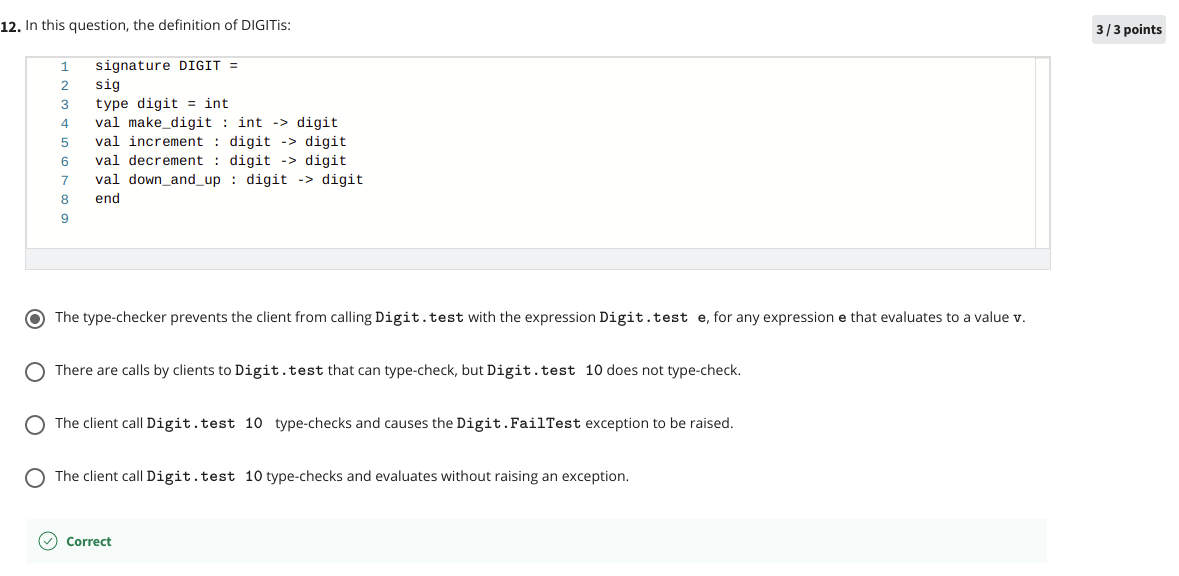 12. In this question, the definition of DIGITis:
3 / 3 points
1 signature DIGIT =
2 sig
3 type digit = int
4 val make_digit : int -> digit
5 val increment : digit -> digit
6 val decrement : digit -> digit
7 val down_and_up : digit -> digit
8 end
9
The type-checker prevents the client from calling Digit.test with the expression Digit.test e, for any expression e that evaluates to a value v.
There are calls by clients to Digit.test that can type-check, but Digit.test 10 does not type-check.
The client call Digit.test 10 type-checks and causes the Digit.FailTest exception to be raised.
The client call Digit.test 10 type-checks and evaluates without raising an exception.
Correct